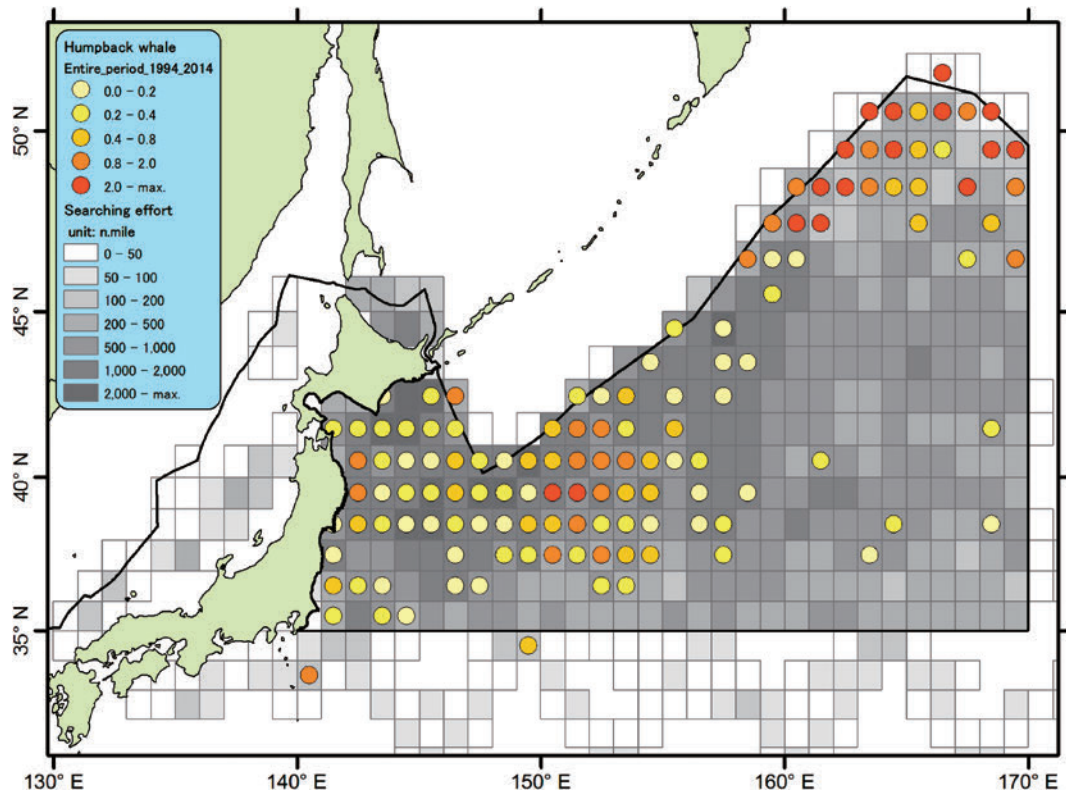 Humpback whale
Entire_period_1994_2014
0.0 – 0.2
0.2 – 0.4
0.4 – 0.8
0.8 – 2.0
2.0 – max.
Searching effort
unit: n.mile
0 – 50
50 – 100
100 – 200
200 – 500
500 – 1,000
1,000 – 2,000
2,000 – max.
50° N
45° N
40° N
35° N
130° E
140° E
150° E
160° E
170° E